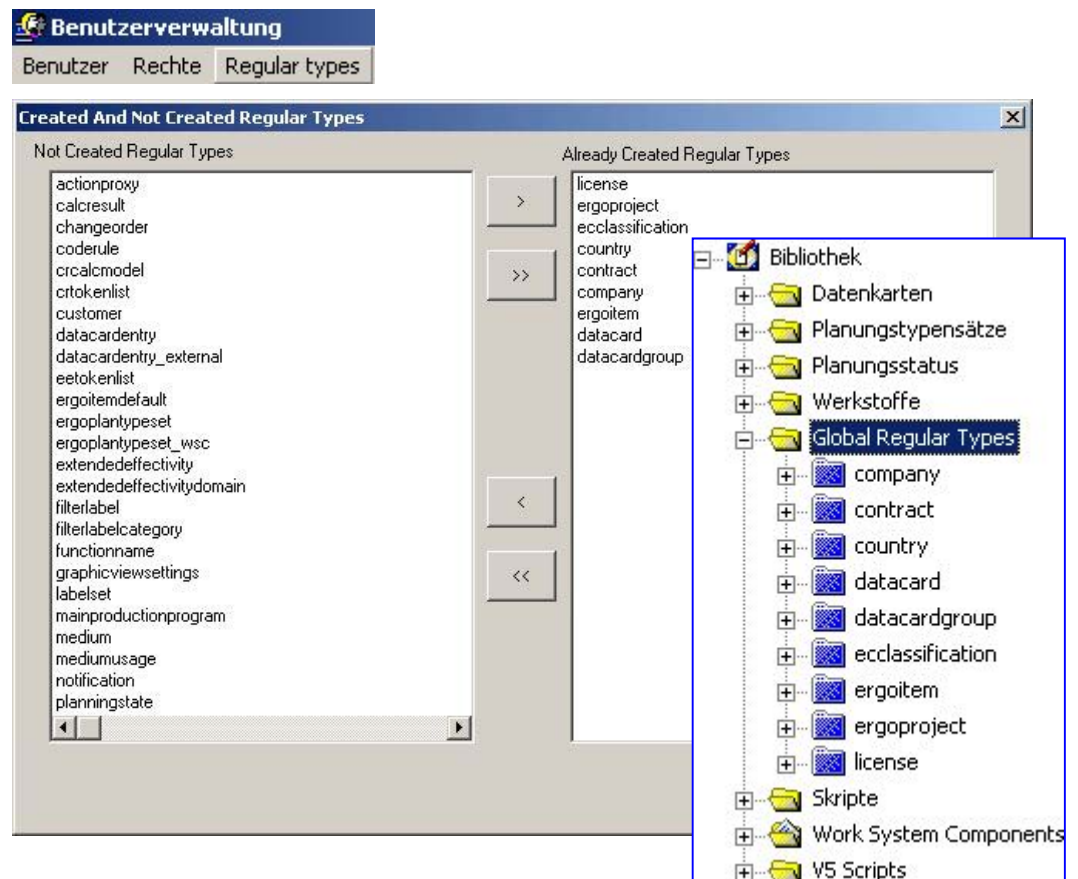 Benutzerverwaltung
Benutzer Rechte Regular types
Created And Not Created Regular Types
Not Created Regular Types
actionproxy
calcresult
changeorder
coderule
crcalcmodel
crtokenlist
customer
datacardentry
datacardentry_external
eetokenlist
ergoitemdefault
ergoplantypeset
ergoplantypeset_wsc
extendedeffectivity
extendedeffectivitydomain
filterlabel
filterlabelcategory
functionname
graphicviewsettings
labelset
mainproductionprogram
medium
mediumusage
notification
planningstate
>
>>
<
<<
Already Created Regular Types
license
ergoproject
ecclassification
country
contract
company
ergoitem
datacard
datacardgroup
Bibliothek
Datenkarten
Planungstypensätze
Planungsstatus
Werkstoffe
Global Regular Types
company
contract
country
datacard
datacardgroup
ecclassification
ergoitem
ergoproject
license
Skripte
Work System Components
V5 Scripts